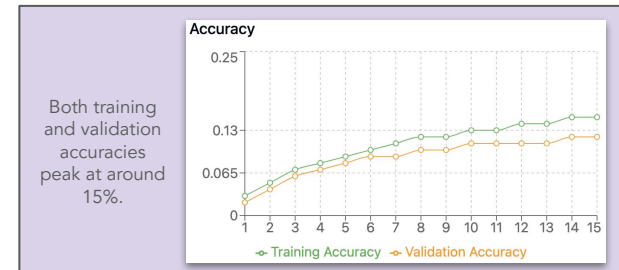 Both training
and validation
accuracies
peak at around
15%.
Accuracy
0.25
0.13
0.065
0
1 2 3 4 5 6 7 8 9 10 11 12 13 14 15
Training Accuracy Validation Accuracy